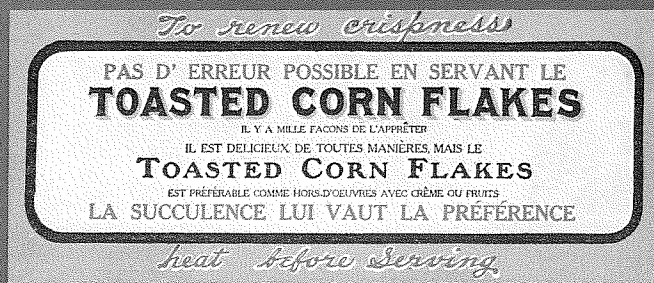 To renew crispness
PAS D' ERREUR POSSIBLE EN SERVANT LE
TOASTED CORN FLAKES
IL Y A MILLE FACONS DE L'APPRÊTER
IL EST DELICIEUX DE TOUTES MANIÈRES, MAIS LE
TOASTED CORN FLAKES
EST PRÉFÉRABLE COMME HORS-D'OEUVRES AVEC CRÊME OU FRUITS
LA SUCCULENCE LUI VAUT LA PRÉFÉRENCE
heat before Serving